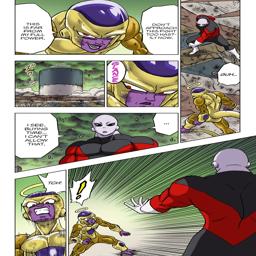 DON'T
APPROACH
THIS FIGHT
TOO
HASTI-
LY NOW.
THIS IS
FAR FROM
MY FULL
POWER.
GUH...
...
I SEE,
BUYING
TIME...
I CAN'T
ALLOW
THAT.
TCH!
!